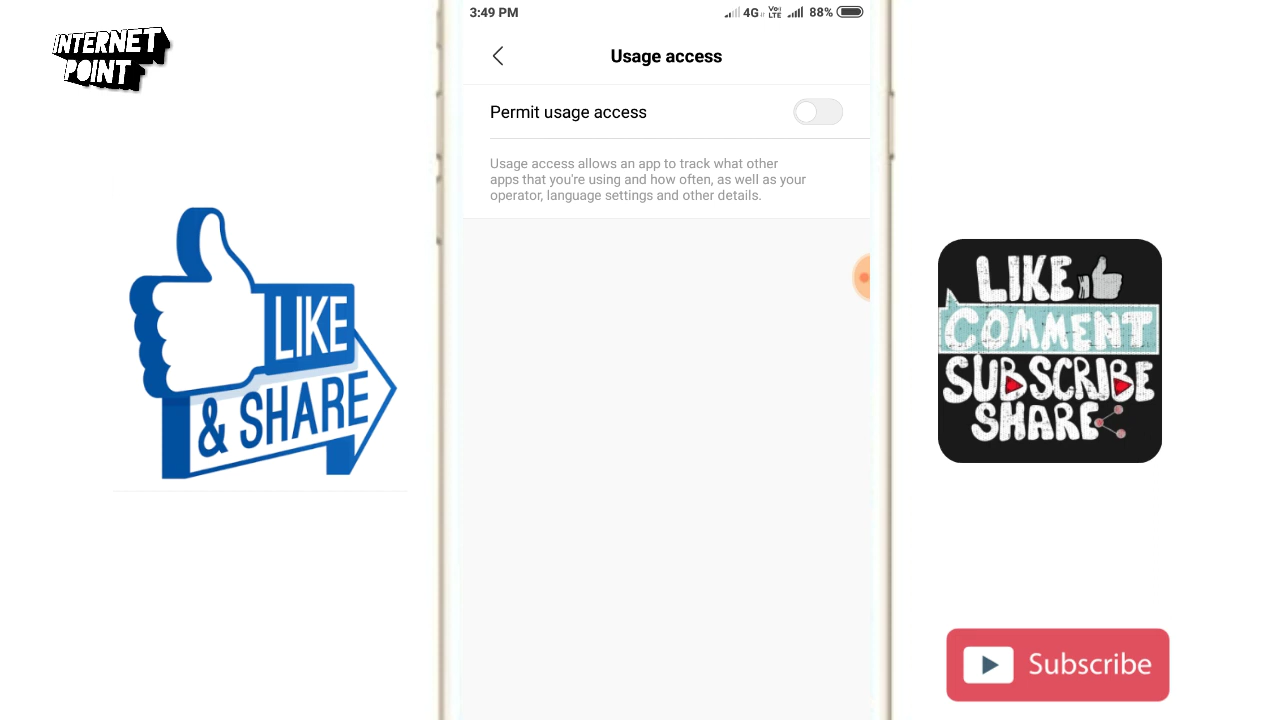 INTERNET
POINT
3:49 PM
4G Vo)) LTE 88%
Usage access
Permit usage access
Usage access allows an app to track what other
apps that you're using and how often, as well as your
operator, language settings and other details.
LIKE
& SHARE
LIKE
COMMENT
SUBSCRIBE
SHARE
Subscribe